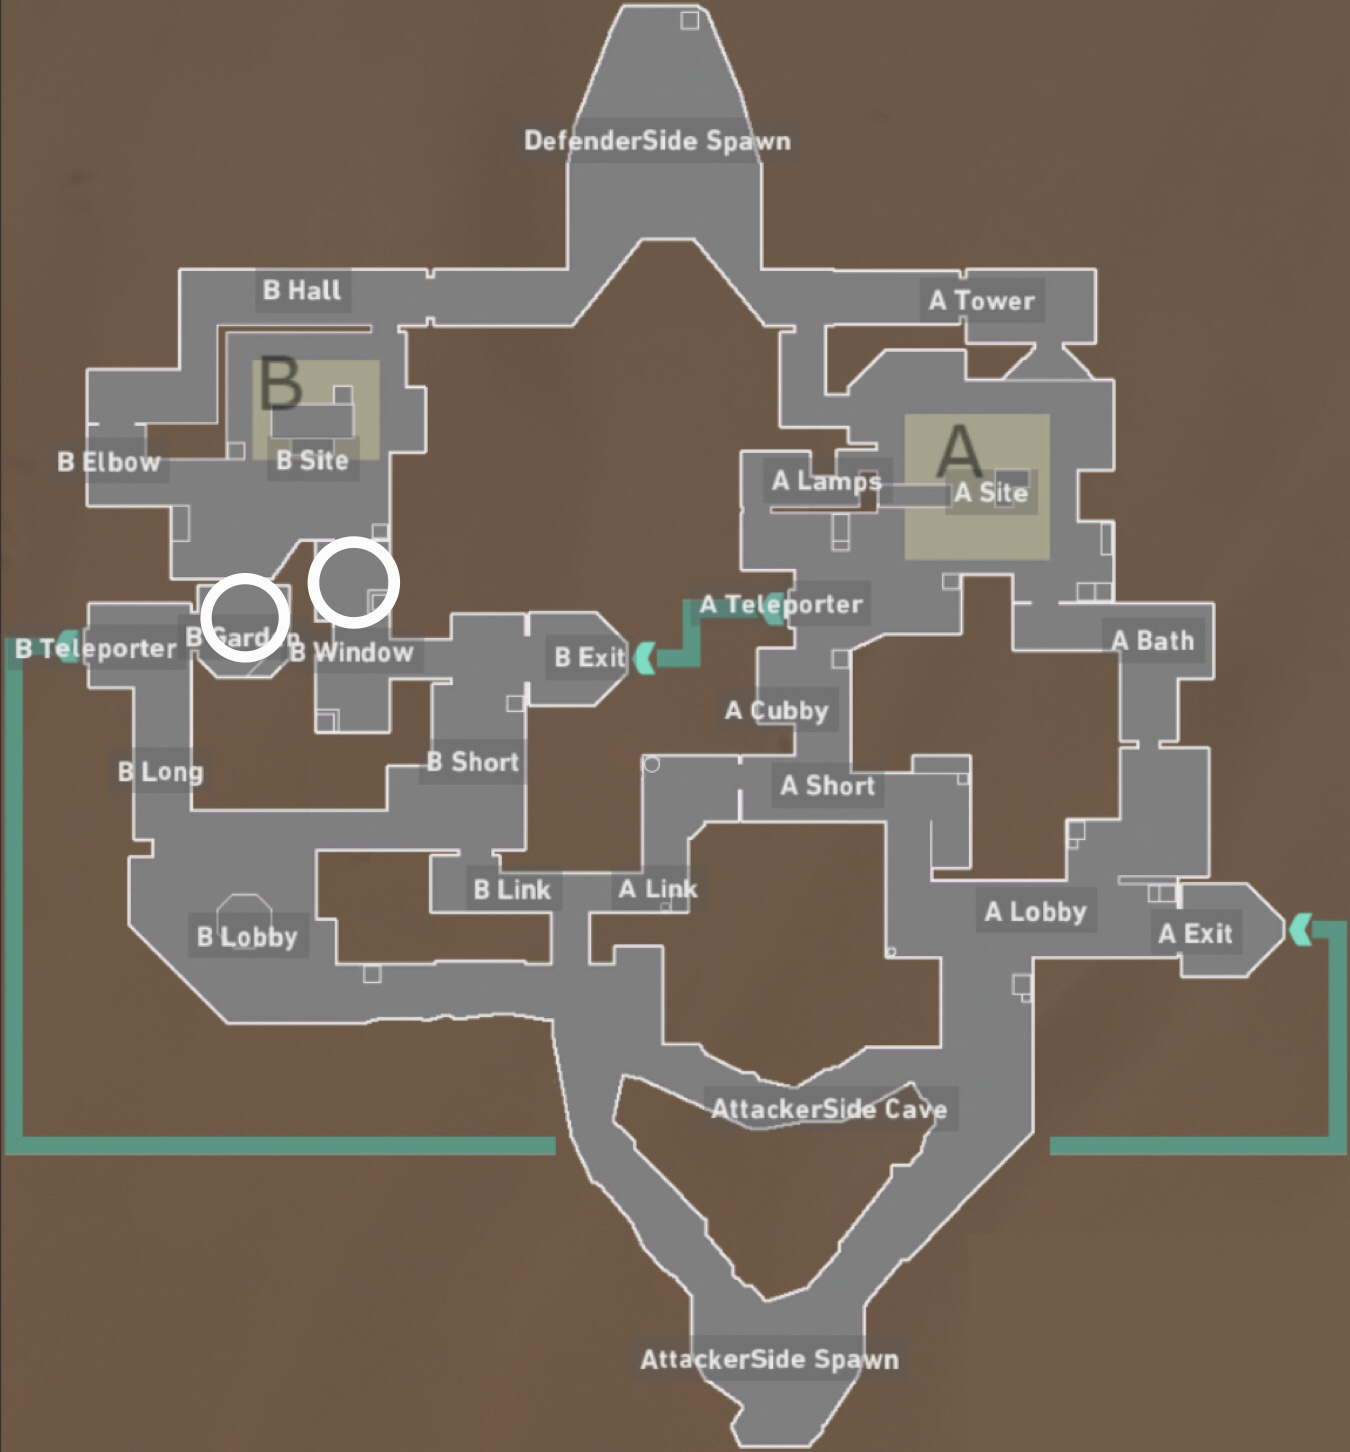 DefenderSide Spawn
B Hall
A Tower
B
B Elbow
B Site
A
A Lamps
A Site
A Teleporter
B Teleporter
B Garden
B Window
B Exit
A Bath
A Cubby
B Long
B Short
A Short
B Link
A Link
A Lobby
B Lobby
A Exit
AttackerSide Cave
AttackerSide Spawn